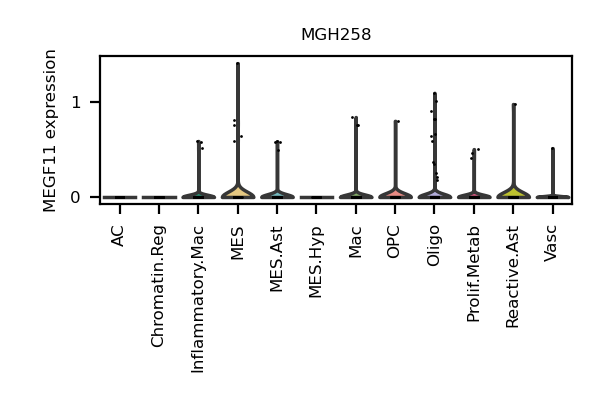 MGH258
MEGF11 expression
1
0
AC
Chromatin.Reg
Inflammatory.Mac
MES
MES.Ast
MES.Hyp
Mac
OPC
Oligo
Prolif.Metab
Reactive.Ast
Vasc